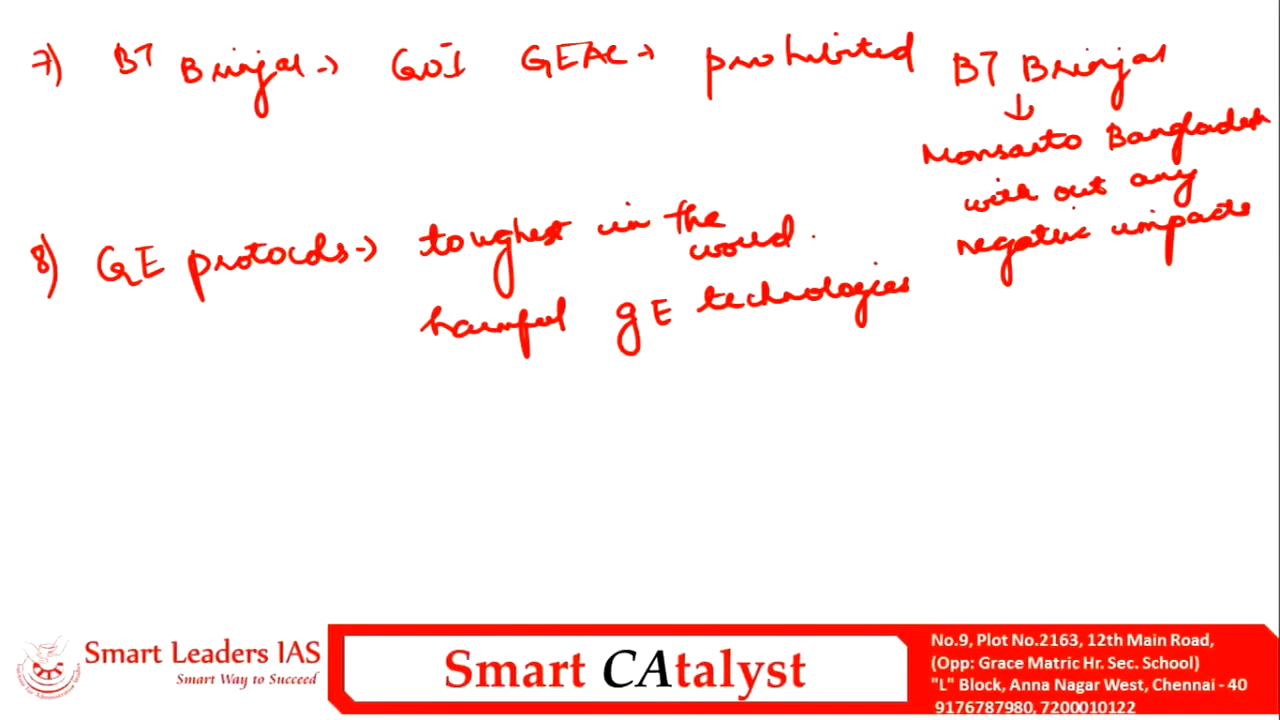 7) BT Brinjal → GOI GEAC → prohibited BT Brinjal
↓
Monsanto Bangladesh
with out any
negative impacts
8) GE protocols → toughest in the
world.
harmful gE technologies
Smart Leaders IAS
Smart Way to Succeed
Smart CAtalyst
No.9, Plot No.2163, 12th Main Road,
(Opp: Grace Matric Hr. Sec. School)
"L" Block, Anna Nagar West, Chennai - 40
9176787980, 7200010122